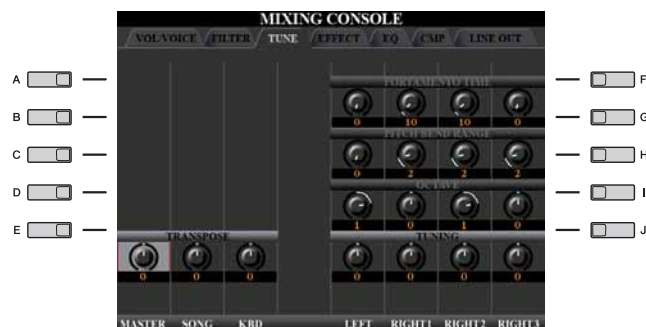 MIXING CONSOLE
VOL/VOICE FILTER TUNE EFFECT EQ CMP LINE OUT
A F
PORTAMENTO TIME
B G
0 10 10 0
PITCH BEND RANGE
C H
0 2 2 2
OCTAVE
D I
1 0 1 0
E J
TRANSPOSE TUNING
0 0 0 0 0 0 0
MASTER SONG KBD LEFT RIGHT1 RIGHT2 RIGHT3